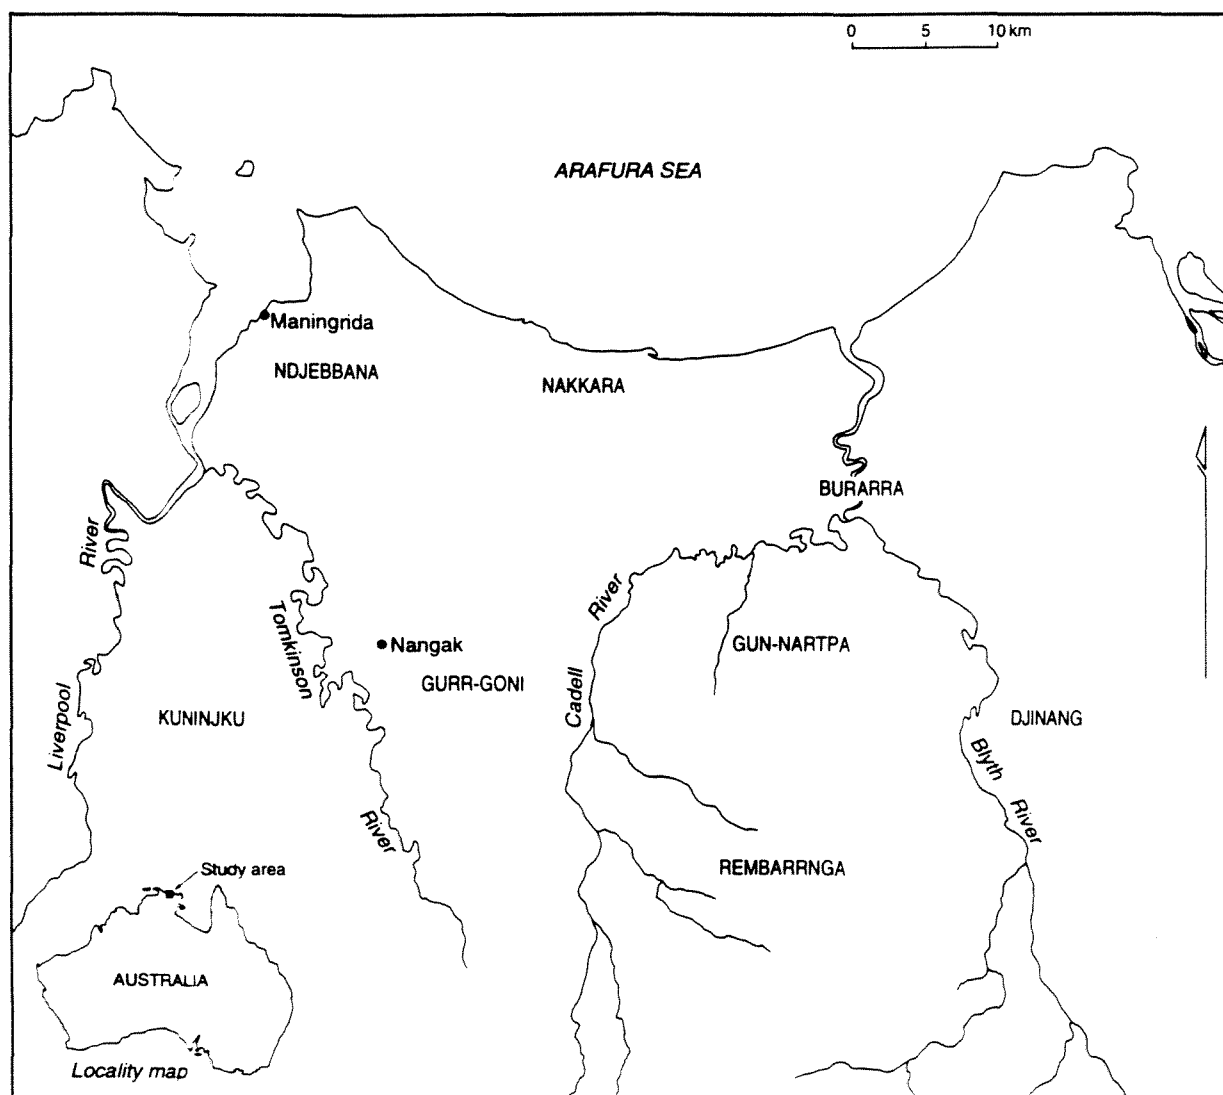 0 5 10 km
ARAFURA SEA
Maningrida
NDJEBBANA
NAKKARA
BURARRA
River
Liverpool
Tomkinson
River
Nangak
GURR-GONI
KUNINJKU
River
Cadell
GUN-NARTPA
DJINANG
Blyth
River
REMBARRNGA
Study area
AUSTRALIA
Locality map